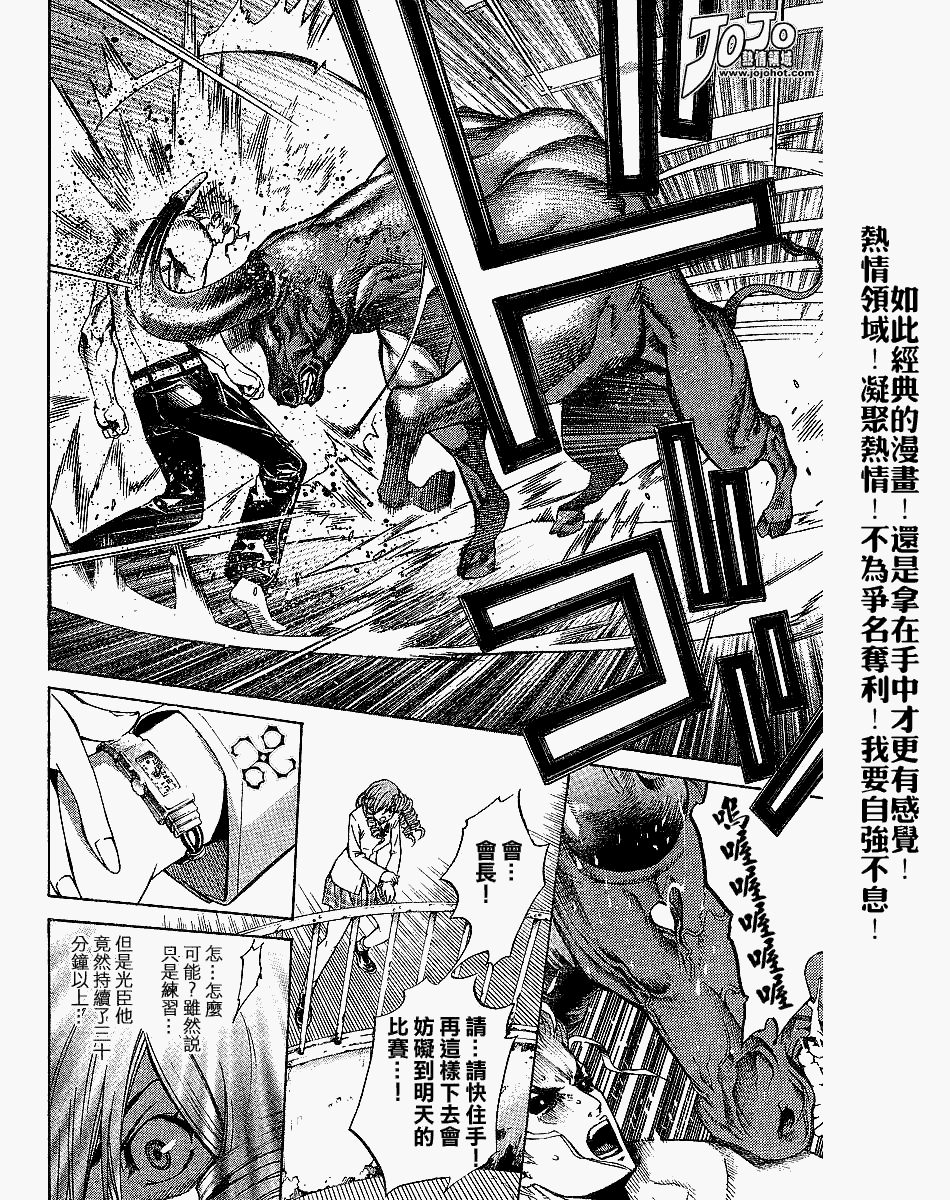 JOJO
熱情領域
www.jojohot.com
如此經典的漫畫！還是拿在手中才更有感覺！
熱情領域！凝聚熱情！不為爭名奪利！我要自強不息！
嗚喔喔喔喔喔喔
會…
會長！
請…請快住手！
再這樣下去會
妨礙到明天的
比賽…！
怎…怎麼
可能？雖然說
只是練習…
但是光臣他
竟然持續了三十
分鐘以上…